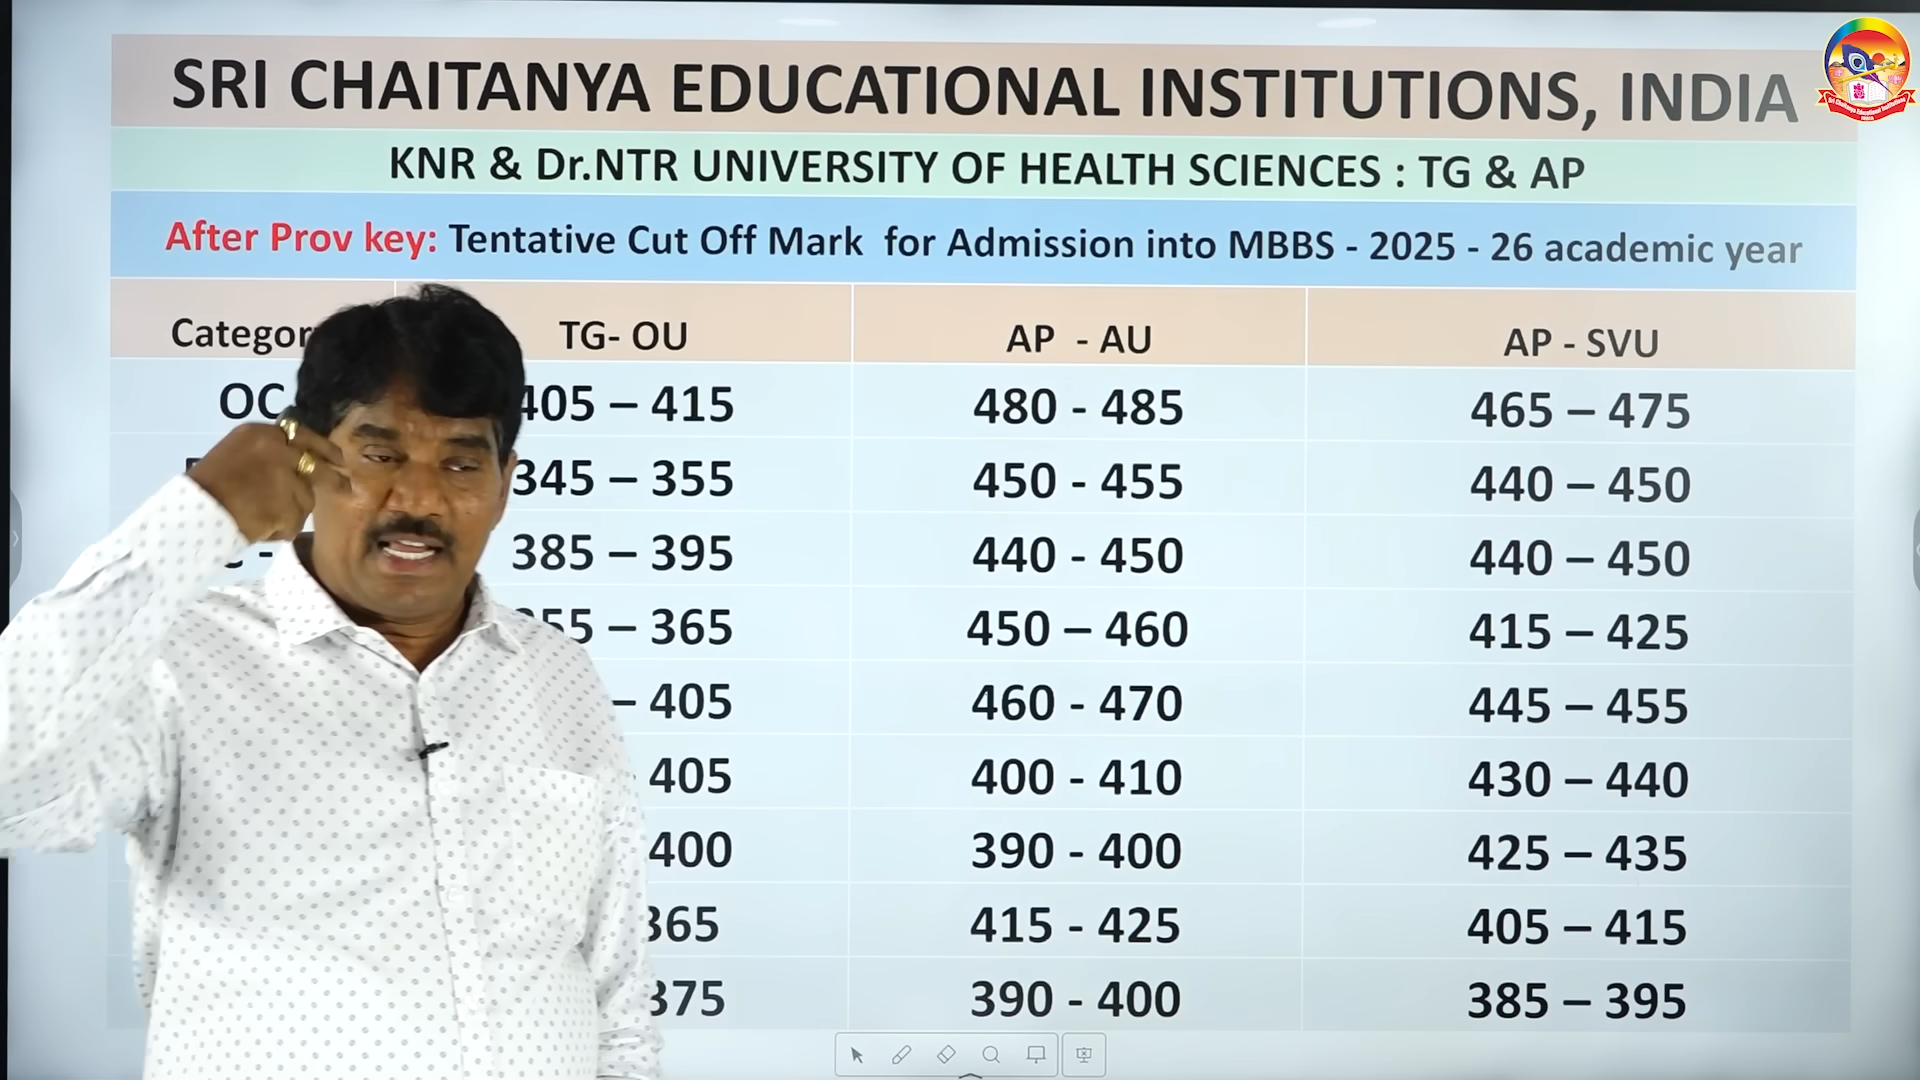 SRI CHAITANYA EDUCATIONAL INSTITUTIONS, INDIA
KNR & Dr.NTR UNIVERSITY OF HEALTH SCIENCES : TG & AP
After Prov key: Tentative Cut Off Mark for Admission into MBBS - 2025 - 26 academic year
TG- OU AP - AU AP - SVU
OC 405 – 415 480 - 485 465 – 475
345 – 355 450 - 455 440 – 450
385 – 395 440 - 450 440 – 450
– 365 450 – 460 415 – 425
– 405 460 - 470 445 – 455
405 400 - 410 430 – 440
400 390 - 400 425 – 435
365 415 - 425 405 – 415
375 390 - 400 385 – 395